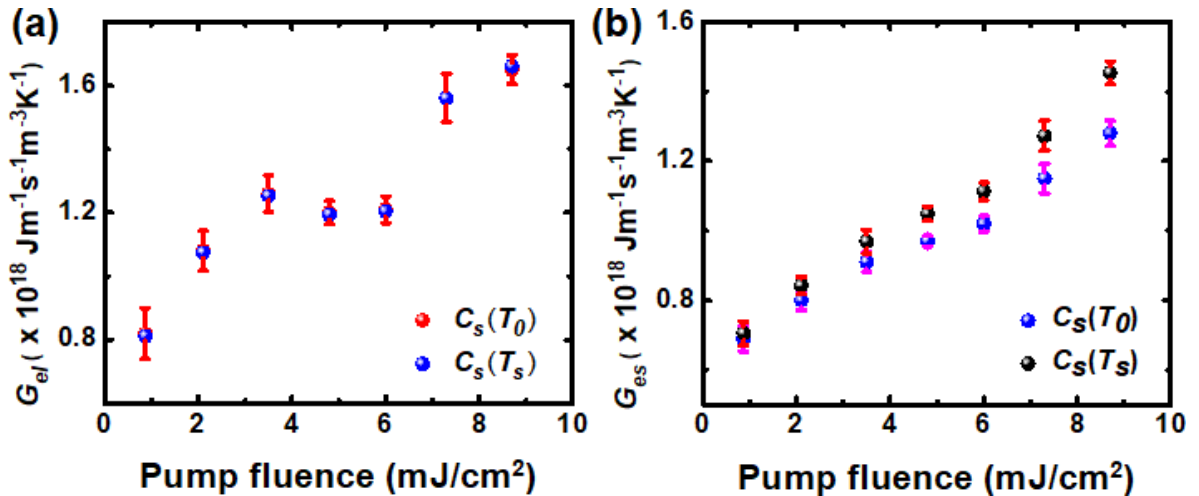 (a)
G_el ( x 10^18 Jm^-1s^-1m^-3K^-1)
1.6
1.2
0.8
C_s(T_0)
C_s(T_s)
0 2 4 6 8 10
Pump fluence (mJ/cm^2)
(b)
G_es ( x 10^18 Jm^-1s^-1m^-3K^-1)
1.6
1.2
0.8
C_s(T_0)
C_s(T_s)
0 2 4 6 8 10
Pump fluence (mJ/cm^2)